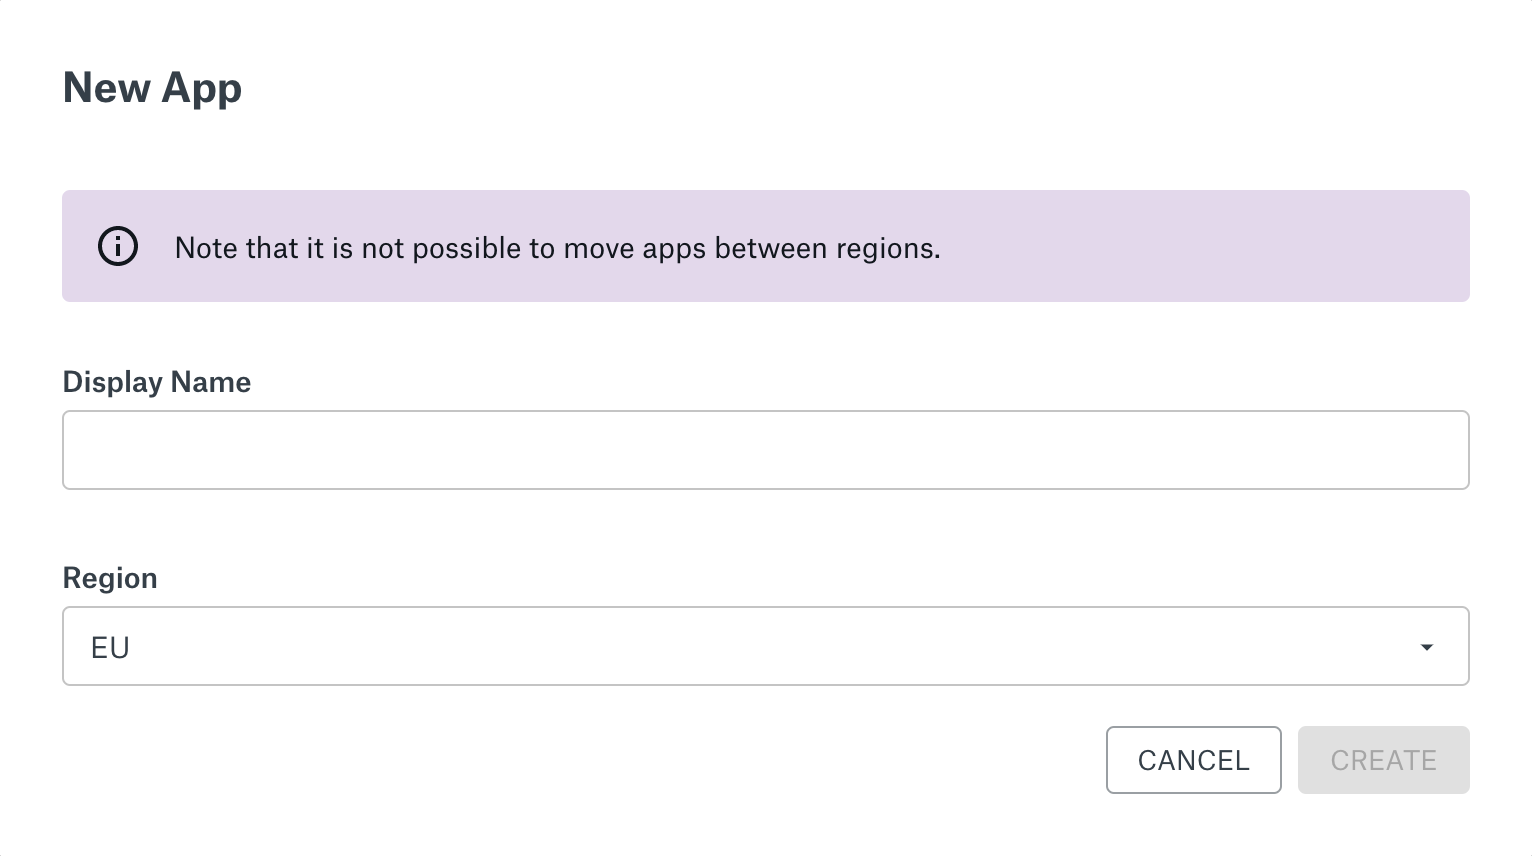 New App
Note that it is not possible to move apps between regions.
Display Name
Region
EU
CANCEL
CREATE